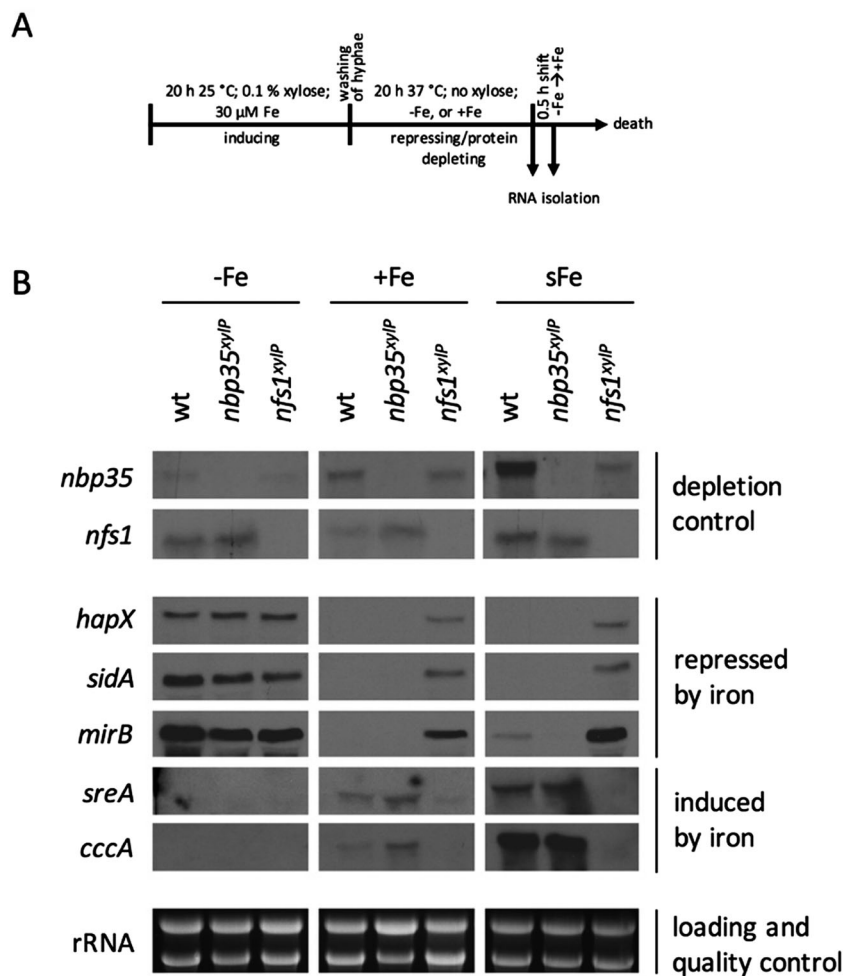 A
20 h 25 °C; 0.1 % xylose;
30 µM Fe
inducing
washing
of hyphae
20 h 37 °C; no xylose;
-Fe, or +Fe
repressing/protein
depleting
0.5 h shift
-Fe → +Fe
death
RNA isolation
B
-Fe
+Fe
sFe
wt
nbp35xylP
nfs1xylP
wt
nbp35xylP
nfs1xylP
wt
nbp35xylP
nfs1xylP
nbp35
nfs1
depletion
control
hapX
sidA
mirB
repressed
by iron
sreA
cccA
induced
by iron
rRNA
loading and
quality control